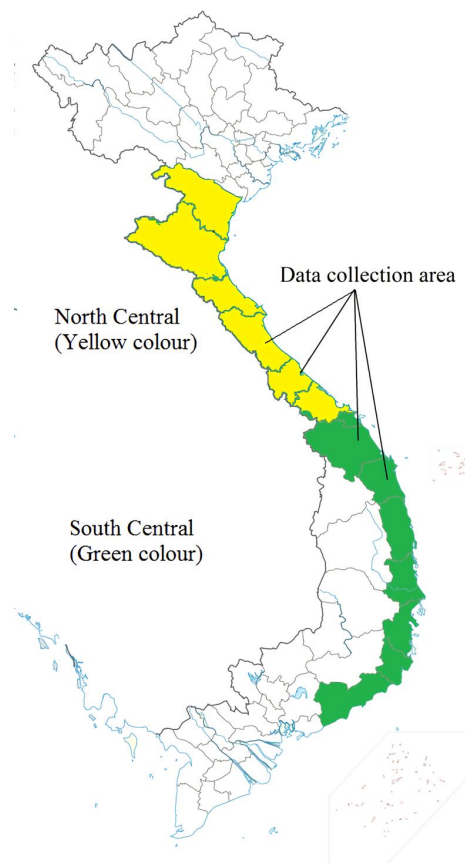 Data collection area
North Central
(Yellow colour)
South Central
(Green colour)